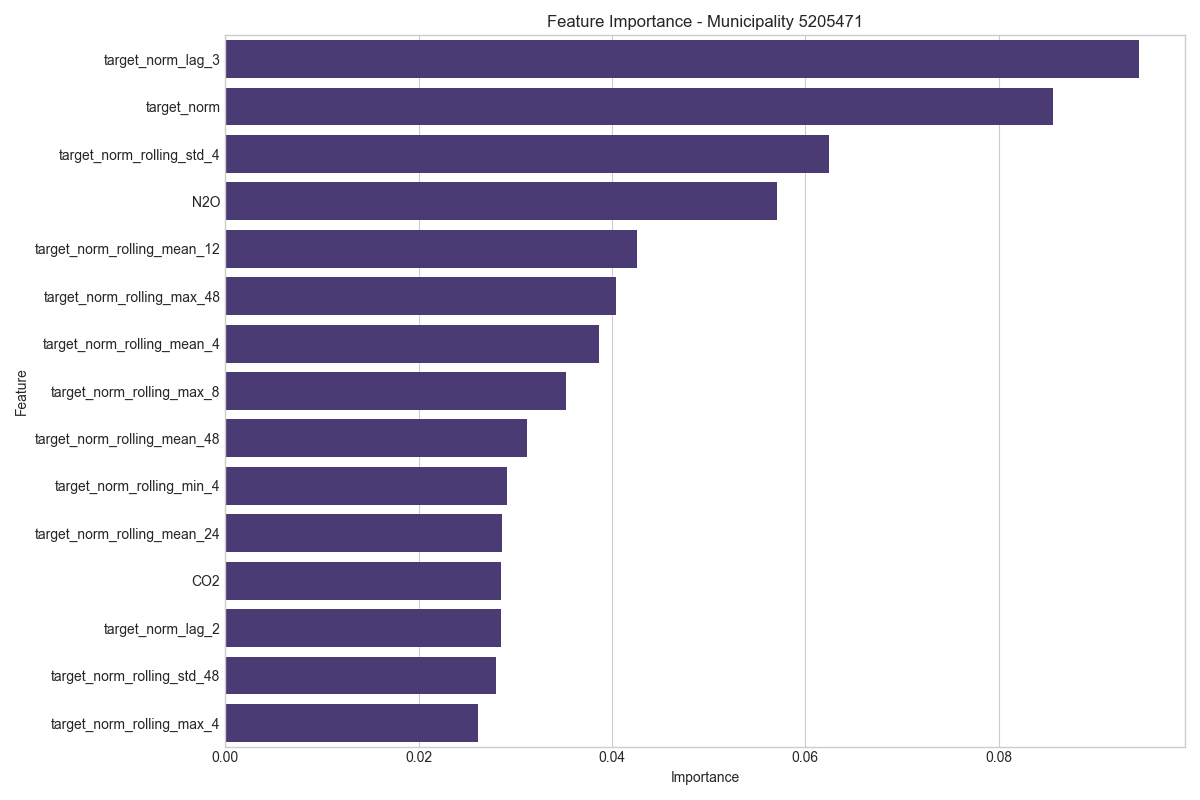 Feature Importance - Municipality 5205471
target_norm_lag_3
target_norm
target_norm_rolling_std_4
N2O
target_norm_rolling_mean_12
target_norm_rolling_max_48
target_norm_rolling_mean_4
target_norm_rolling_max_8
target_norm_rolling_mean_48
target_norm_rolling_min_4
target_norm_rolling_mean_24
CO2
target_norm_lag_2
target_norm_rolling_std_48
target_norm_rolling_max_4
Feature
0.00 0.02 0.04 0.06 0.08
Importance